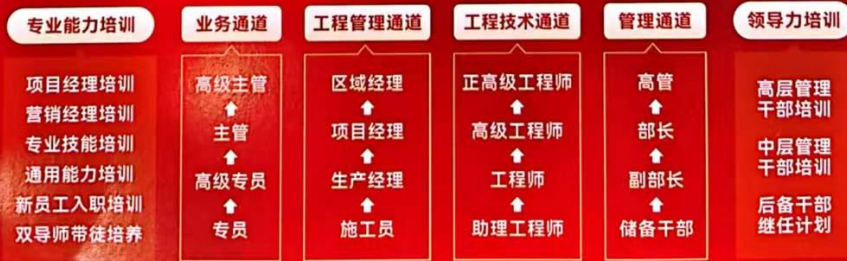 专业能力培训
项目经理培训
营销经理培训
专业技能培训
通用能力培训
新员工入职培训
双导师带徒培养
业务通道
高级主管
主管
高级专员
专员
工程管理通道
区域经理
项目经理
生产经理
施工员
工程技术通道
正高级工程师
高级工程师
工程师
助理工程师
管理通道
高管
部长
副部长
储备干部
领导力培训
高层管理
干部培训
中层管理
干部培训
后备干部
继任计划